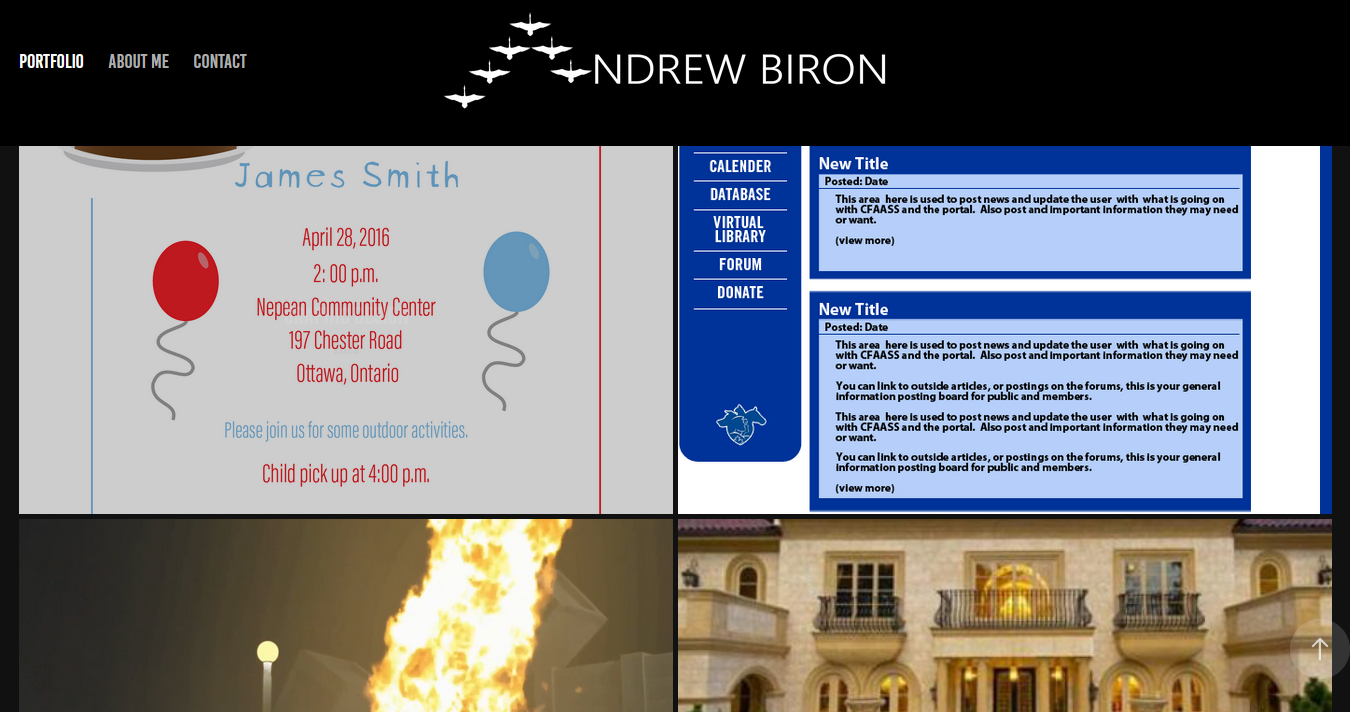 PORTFOLIO
ABOUT ME
CONTACT
NDREW BIRON
James Smith
April 28, 2016
2: 00 p.m.
Nepean Community Center
197 Chester Road
Ottawa, Ontario
Please join us for some outdoor activities.
Child pick up at 4:00 p.m.
CALENDER
DATABASE
VIRTUAL
LIBRARY
FORUM
DONATE
New Title
Posted: Date
This area here is used to post news and update the user with what is going on
with CFAASS and the portal. Also post and important information they may need
or want.
(view more)
New Title
Posted: Date
This area here is used to post news and update the user with what is going on
with CFAASS and the portal. Also post and important information they may need
or want.
You can link to outside articles, or postings on the forums, this is your general
information posting board for public and members.
This area here is used to post news and update the user with what is going on
with CFAASS and the portal. Also post and important information they may need
or want.
You can link to outside articles, or postings on the forums, this is your general
information posting board for public and members.
(view more)